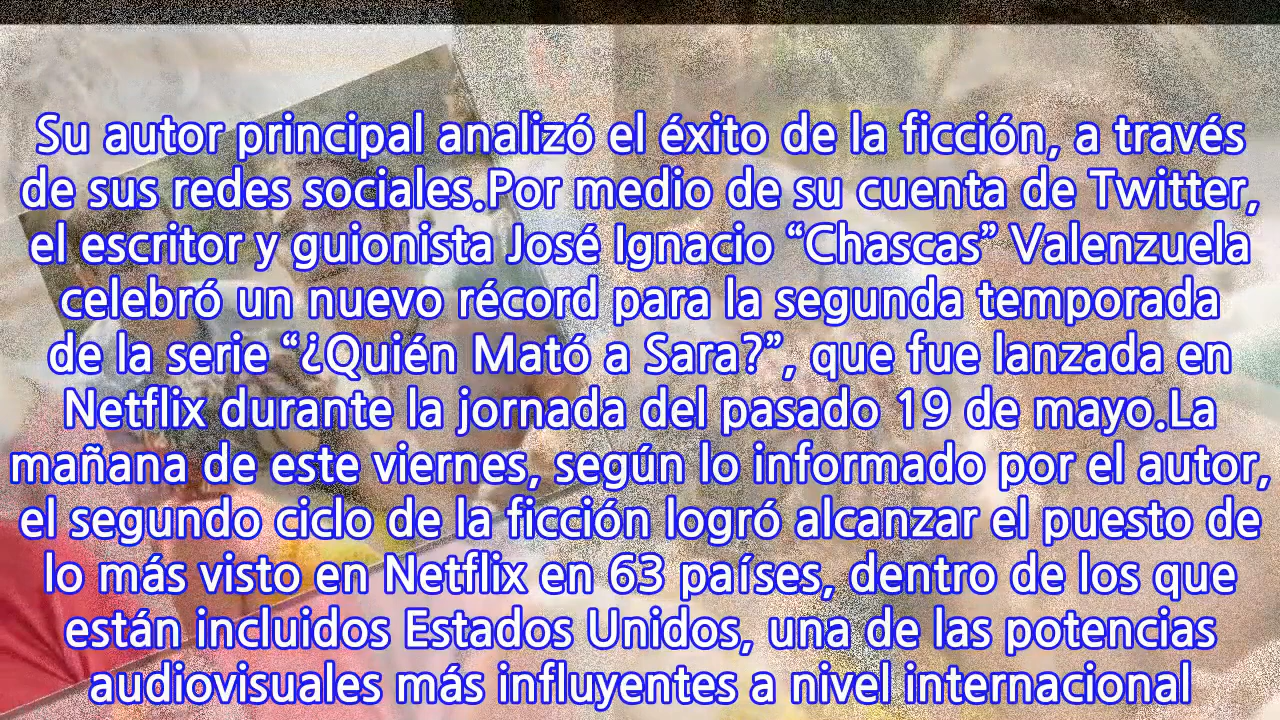 Su autor principal analizó el éxito de la ficción, a través
de sus redes sociales.Por medio de su cuenta de Twitter,
el escritor y guionista José Ignacio “Chascas” Valenzuela
celebró un nuevo récord para la segunda temporada
de la serie “¿Quién Mató a Sara?”, que fue lanzada en
Netflix durante la jornada del pasado 19 de mayo.La
mañana de este viernes, según lo informado por el autor,
el segundo ciclo de la ficción logró alcanzar el puesto de
lo más visto en Netflix en 63 países, dentro de los que
están incluidos Estados Unidos, una de las potencias
audiovisuales más influyentes a nivel internacional